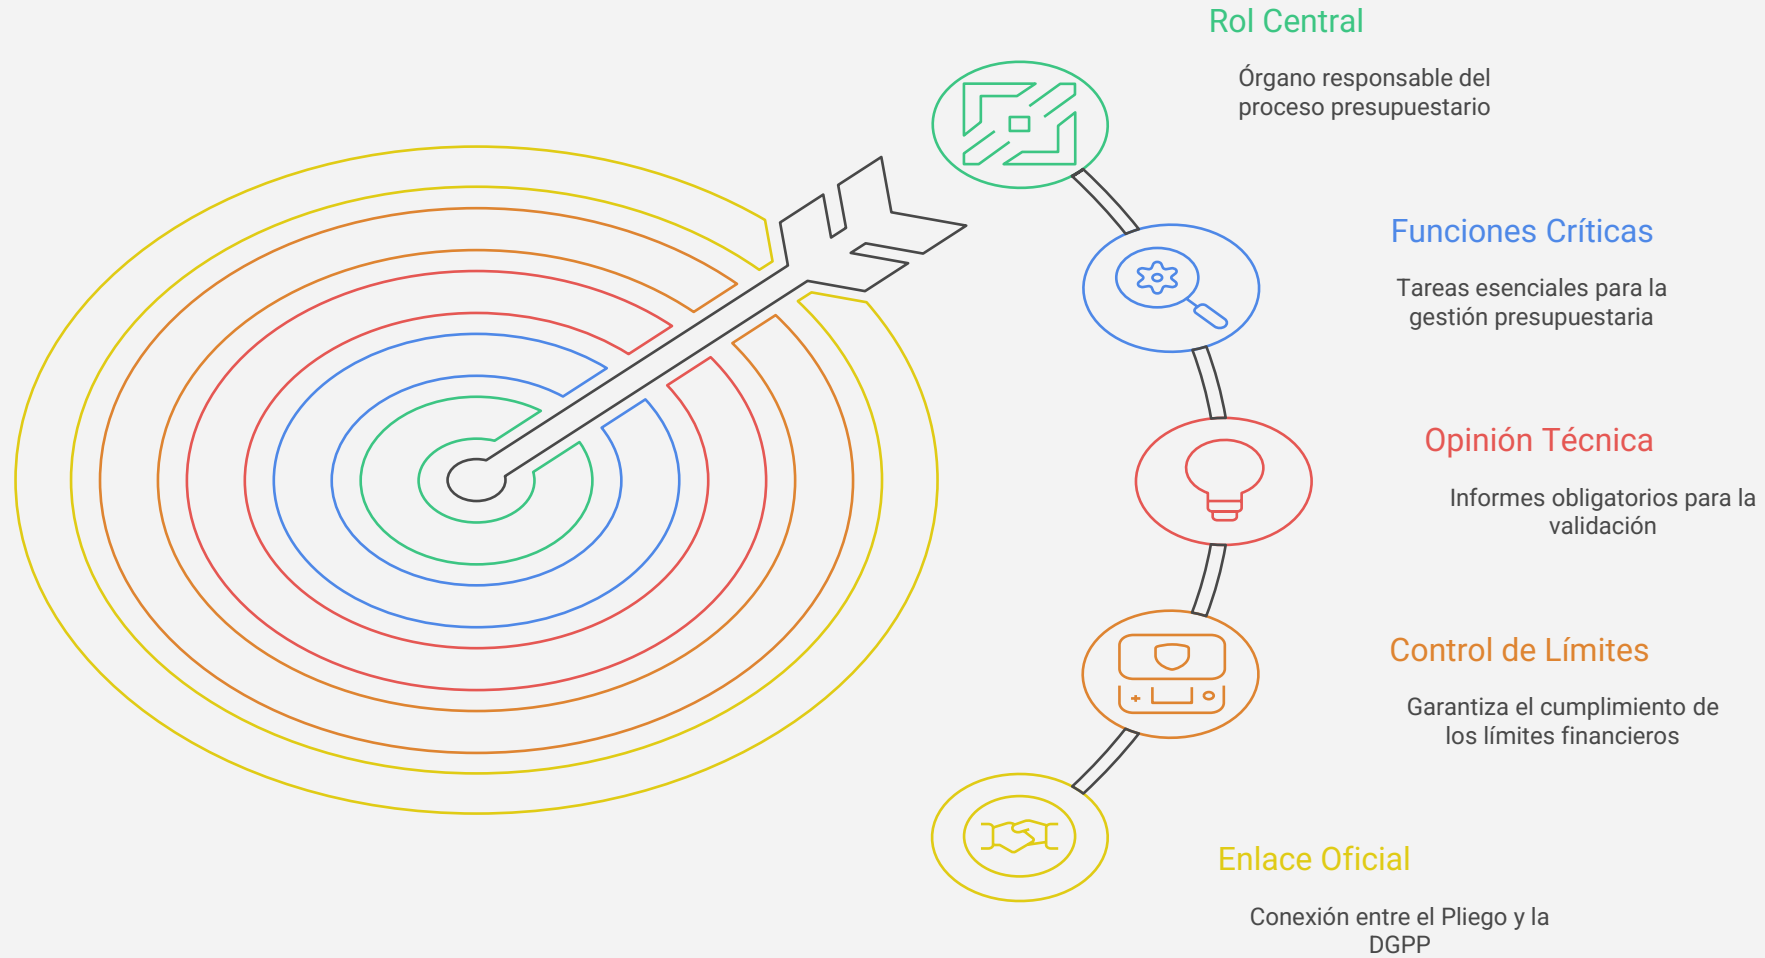 Rol Central
Órgano responsable del
proceso presupuestario
Funciones Críticas
Tareas esenciales para la
gestión presupuestaria
Opinión Técnica
Informes obligatorios para la
validación
Control de Límites
Garantiza el cumplimiento de
los límites financieros
Enlace Oficial
Conexión entre el Pliego y la
DGPP